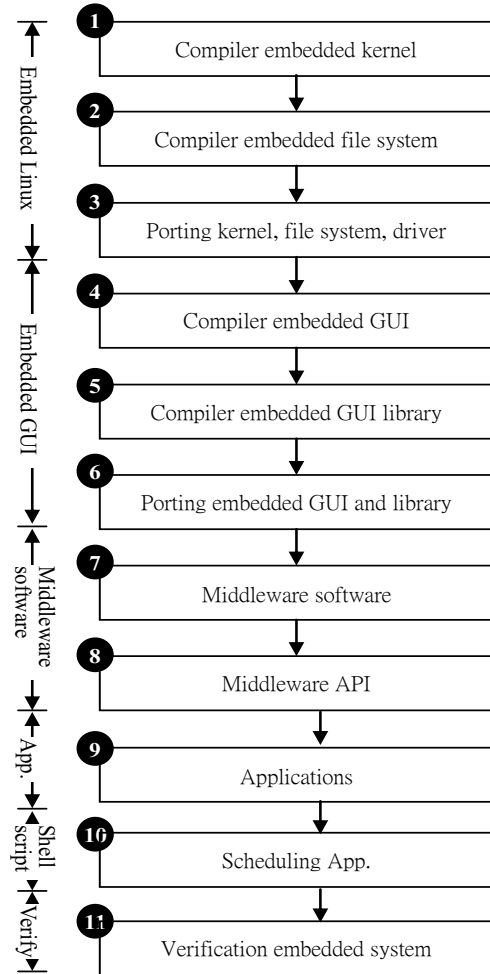 1
Compiler embedded kernel
2
Compiler embedded file system
3
Porting kernel, file system, driver
Embedded Linux
4
Compiler embedded GUI
5
Compiler embedded GUI library
6
Porting embedded GUI and library
Embedded GUI
7
Middleware software
8
Middleware API
Middleware
software
9
Applications
App.
10
Scheduling App.
Shell
script
11
Verification embedded system
Verify